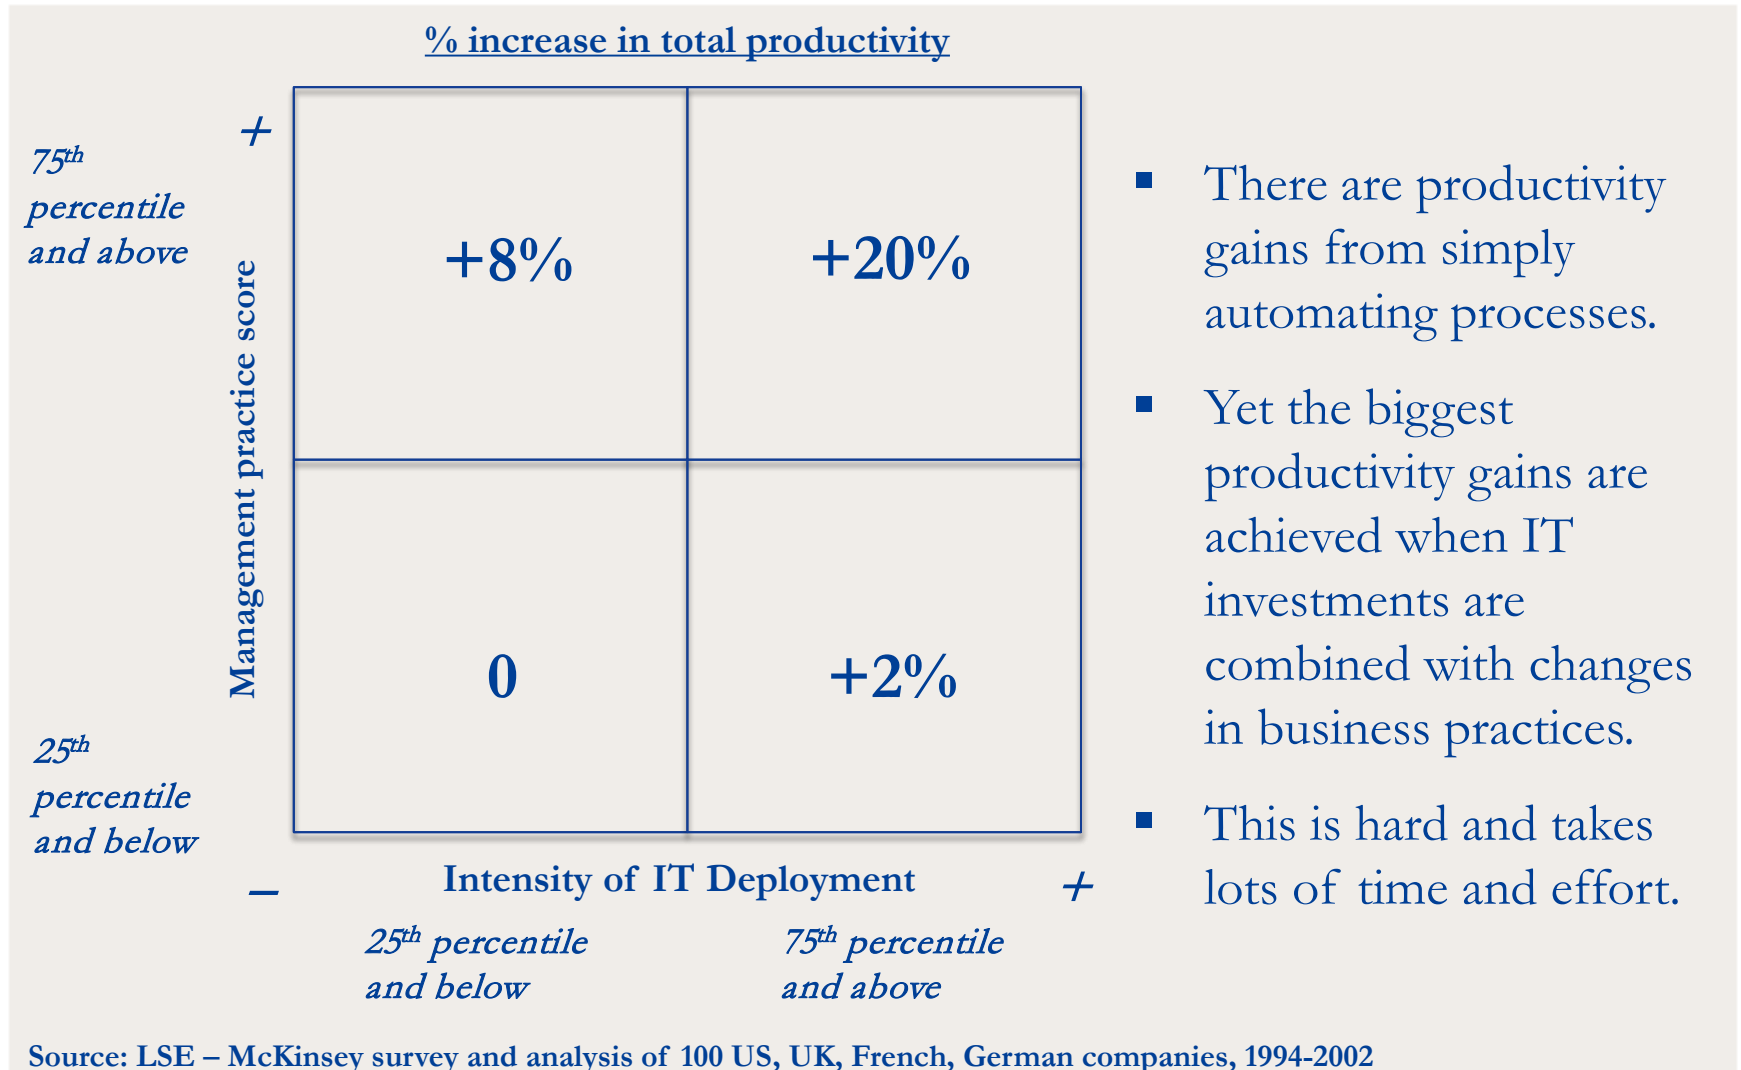 % increase in total productivity
+
75th
percentile
and above
Management practice score
+8%
+20%
0
+2%
25th
percentile
and below
–
Intensity of IT Deployment
+
25th percentile
and below
75th percentile
and above
▪ There are productivity
gains from simply
automating processes.
▪ Yet the biggest
productivity gains are
achieved when IT
investments are
combined with changes
in business practices.
▪ This is hard and takes
lots of time and effort.
Source: LSE – McKinsey survey and analysis of 100 US, UK, French, German companies, 1994-2002